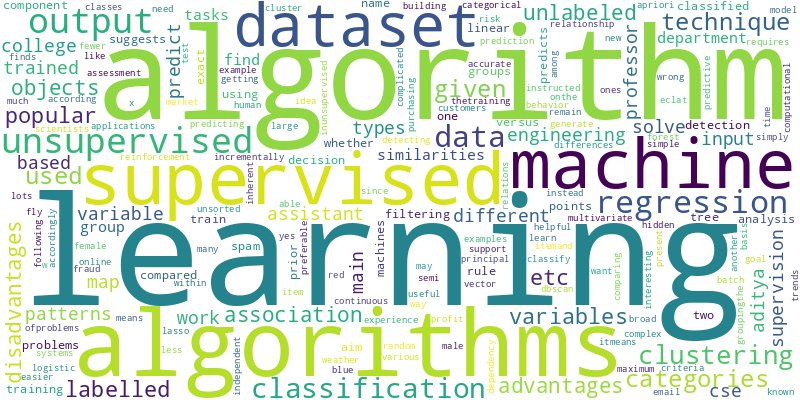 component
classes
need
cluster
building
categorical
name
risk
model
apriori
classified
output
dataset
unlabeled
technique
tasks
criteria
fewer
college
suggests
find
linear
relationship
new
prediction
predicts
department
requires
finds
like
assessment
predict
test
exact
trained
objects
algorithm
given
groups
professor
accurate
among
wrong
example
getting
using
human
market
idea
inunsupervised
complicated
purchasing
instructed
onthe
behavior
thetraining
one
remain
ones
predictive
forest
simple
eclat
time
computational
much
according
x
popular
scientists
applications
predicting
large
customers
generate
differences
simply
unsupervised
types
data
versus
engineering
solve
detection
input
based
reinforcement
incrementally
decision
whether
similarities
detecting
machine
lots
used
supervised
inherent
since
relations
instead
able
regression
fly
following
accordingly
variable
unsorted
train
assistant
filtering
different
points
multivariate
hidden
tree
analysis
female
group
many
prior
preferable
machines
examples
helpful
learn
another
basis
online
spam
yes
main
support
itemand
classify
interesting
present
comparing
want
fraud
compared
within
red
principal
rule
etc
may
semi
vector
dbscan
batch
groupingthe
goal
supervision
aditya
trends
disadvantages
map
learning
item
continuous
useful
way
broad
two
patterns
means
lasso
work
association
experience
profit
variables
itmeans
complex
ofproblems
problems
less
independent
aim
weather
random
various
dependency
clustering
systems
easier
logistic
algorithms
blue
male
maximum
criteria
categories
training
labelled
classification
advantages
cse
email
known